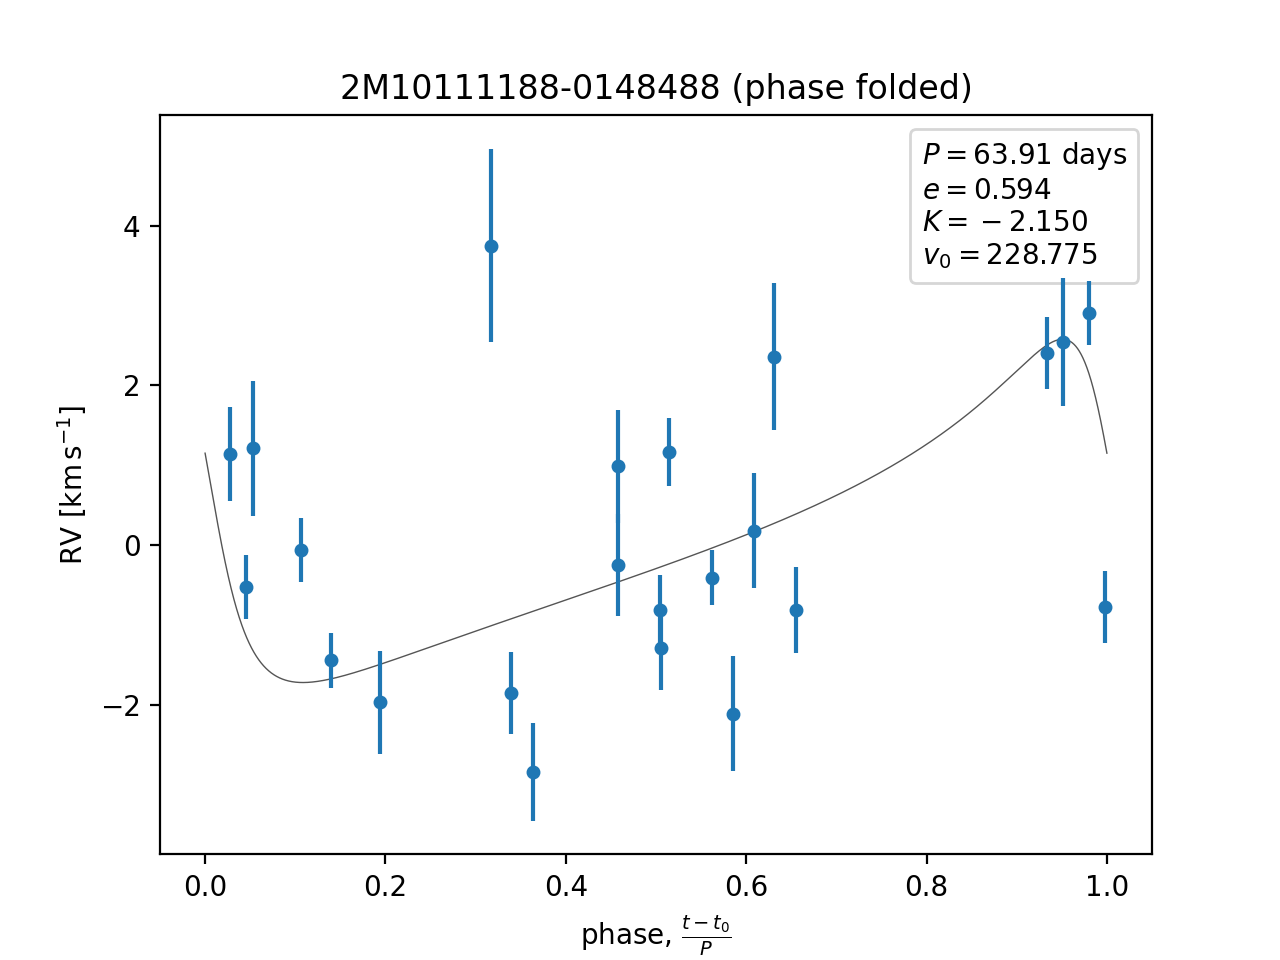 2M10111188-0148488 (phase folded)
P = 63.91 days
e = 0.594
K = − 2.150
v₀ = 228.775
RV [km s⁻¹]
4
2
0
−2
0.0 0.2 0.4 0.6 0.8 1.0
phase, (t − t₀)/P